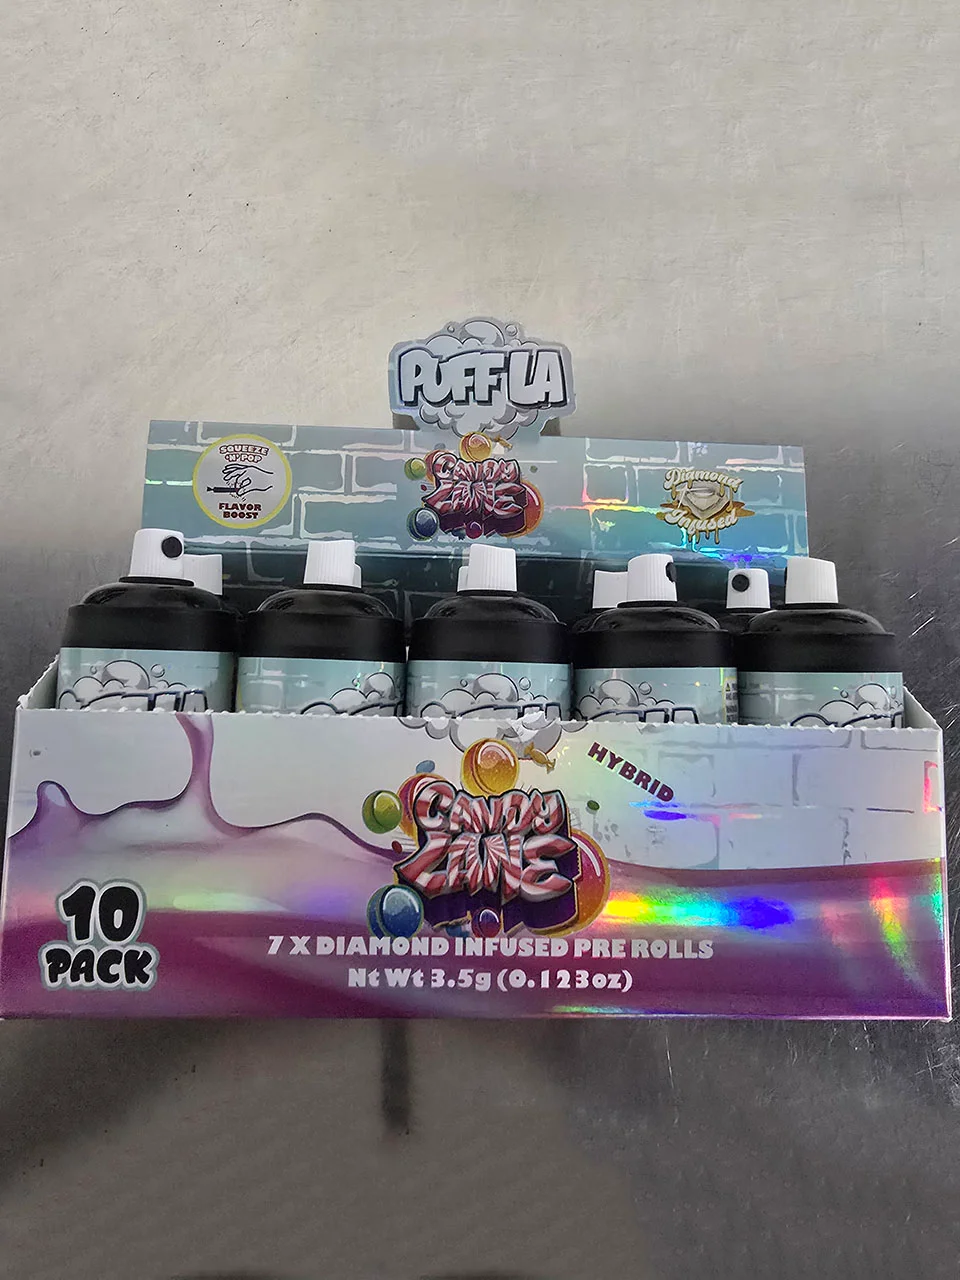 PUFF LA
SQUEEZE
'N' POP
FLAVOR
BOOST
CANDY
LANE
Diamond
Infused
HYBRID
CANDY
LANE
10
PACK
7 X DIAMOND INFUSED PRE ROLLS
Nt Wt 3.5g (0.123oz)